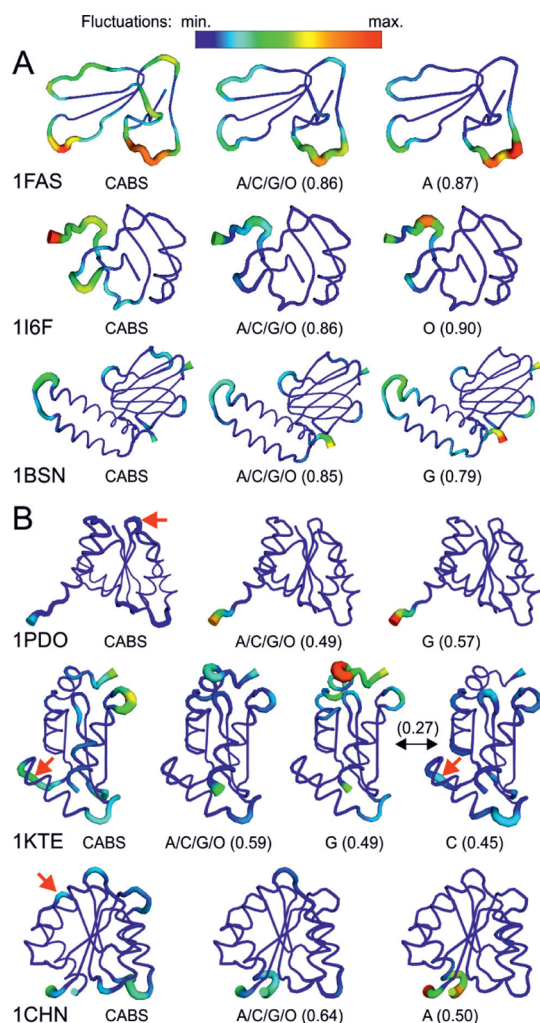 Fluctuations: min. max.
A
1FAS CABS A/C/G/O (0.86) A (0.87)
1I6F CABS A/C/G/O (0.86) O (0.90)
1BSN CABS A/C/G/O (0.85) G (0.79)
B
1PDO CABS A/C/G/O (0.49) G (0.57)
(0.27)
1KTE CABS A/C/G/O (0.59) G (0.49) C (0.45)
1CHN CABS A/C/G/O (0.64) A (0.50)